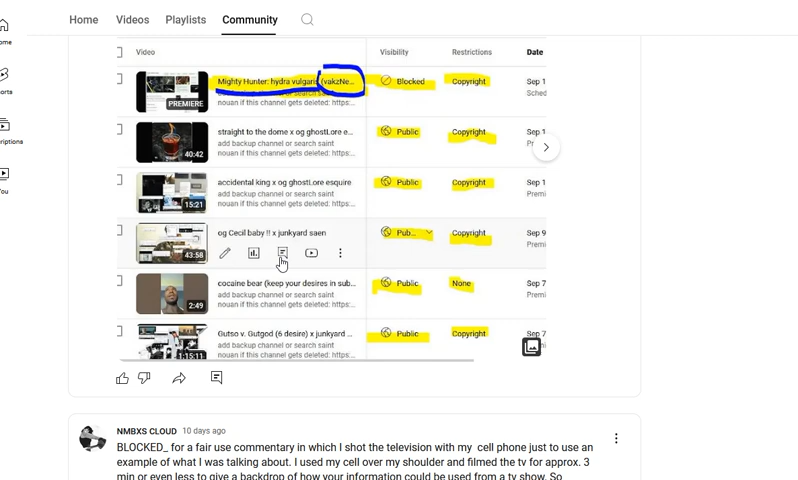 Home Videos Playlists Community
ome
orts
criptions
You
Video Visibility Restrictions Date
Mighty Hunter: hydra vulgaris (vakzNe... Blocked Copyright Sep 1
add backup channel or search saint Sched
nouan if this channel gets deleted: https:...
PREMIERE
straight to the dome x og ghostLore e... Public Copyright Sep 1
add backup channel or search saint
nouan if this channel gets deleted: https:...
40:42
accidental king x og ghostLore esquire Public Copyright Sep 1
add backup channel or search saint Premi
nouan if this channel gets deleted: https:...
15:21
og Cecil baby !! x junkyard saen Pub... Copyright Sep 9
Premi
43:58
cocaine bear (keep your desires in sub... Public None Sep 7
add backup channel or search saint Premi
nouan if this channel gets deleted: https:...
2:49
Gutso v. Gutgod (6 desire) x junkyard ... Public Copyright Sep 7
add backup channel or search saint
nouan if this channel gets deleted: https:...
1:15:11
NMBXS CLOUD 10 days ago
BLOCKED_ for a fair use commentary in which I shot the television with my cell phone just to use an
example of what I was talking about. I used my cell over my shoulder and filmed the tv for approx. 3
min or even less to give a backdrop of how your information could be used from a tv show. So